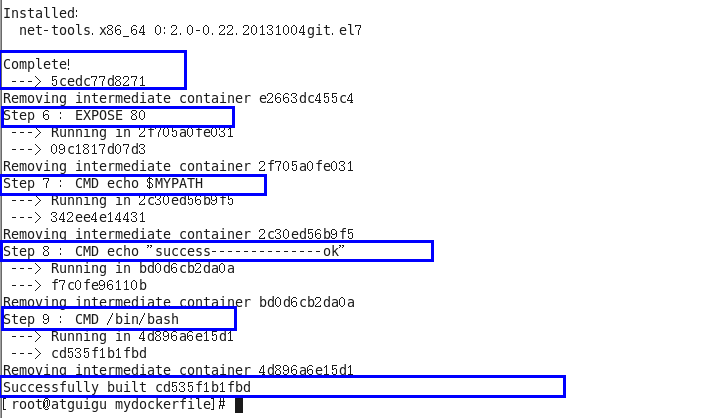 Installed:
  net-tools.x86_64 0:2.0-0.22.20131004git.el7
Complete!
 ---> 5cedc77d8271
Removing intermediate container e2663dc455c4
Step 6 : EXPOSE 80
 ---> Running in 2f705a0fe031
 ---> 09c1817d07d3
Removing intermediate container 2f705a0fe031
Step 7 : CMD echo $MYPATH
 ---> Running in 2c30ed56b9f5
 ---> 342ee4e14431
Removing intermediate container 2c30ed56b9f5
Step 8 : CMD echo "success--------------ok"
 ---> Running in bd0d6cb2da0a
 ---> f7c0fe96110b
Removing intermediate container bd0d6cb2da0a
Step 9 : CMD /bin/bash
 ---> Running in 4d896a6e15d1
 ---> cd535f1b1fbd
Removing intermediate container 4d896a6e15d1
Successfully built cd535f1b1fbd
[root@atguigu mydockerfile]#